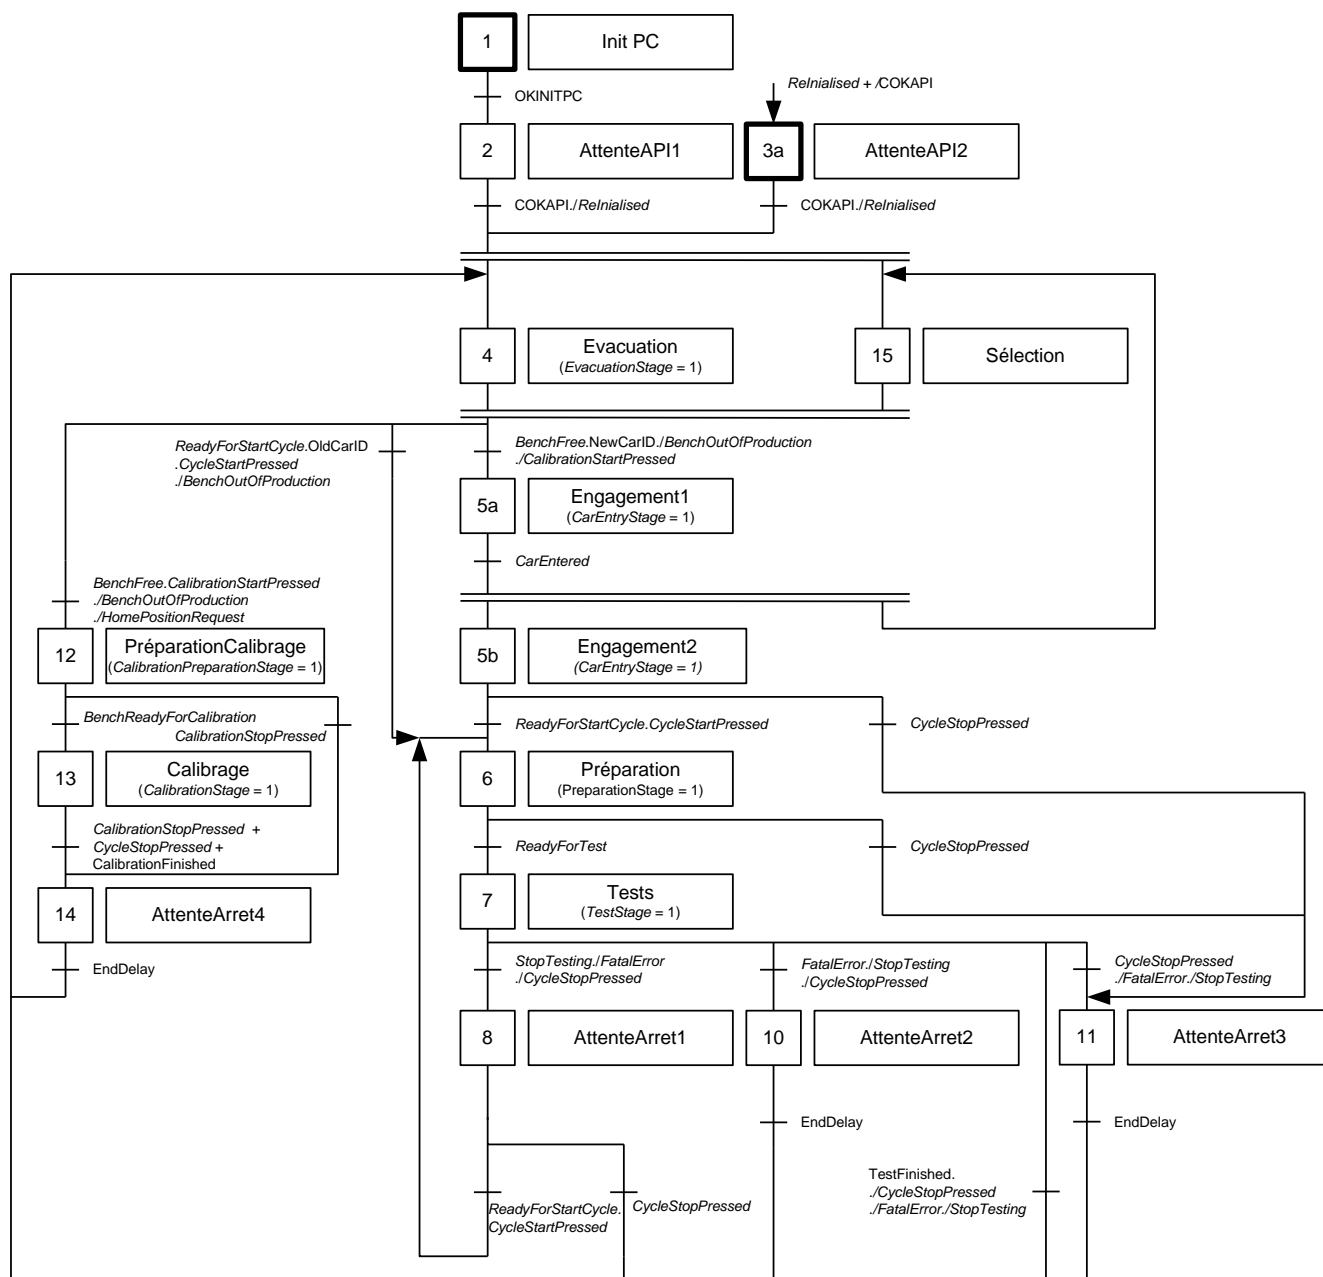 1
Init PC
OKINITPC
ReInialised + /COKAPI
2
AttenteAPI1
3a
AttenteAPI2
COKAPI./ReInialised
COKAPI./ReInialised
4
Evacuation
(EvacuationStage = 1)
15
Sélection
ReadyForStartCycle.OldCarID
.CycleStartPressed
./BenchOutOfProduction
BenchFree.NewCarID./BenchOutOfProduction
./CalibrationStartPressed
5a
Engagement1
(CarEntryStage = 1)
CarEntered
BenchFree.CalibrationStartPressed
./BenchOutOfProduction
./HomePositionRequest
12
PréparationCalibrage
(CalibrationPreparationStage = 1)
5b
Engagement2
(CarEntryStage = 1)
BenchReadyForCalibration
CalibrationStopPressed
ReadyForStartCycle.CycleStartPressed
CycleStopPressed
13
Calibrage
(CalibrationStage = 1)
6
Préparation
(PreparationStage = 1)
CalibrationStopPressed +
CycleStopPressed +
CalibrationFinished
ReadyForTest
CycleStopPressed
14
AttenteArret4
7
Tests
(TestStage = 1)
EndDelay
StopTesting./FatalError
./CycleStopPressed
FatalError./StopTesting
./CycleStopPressed
CycleStopPressed
./FatalError./StopTesting
8
AttenteArret1
10
AttenteArret2
11
AttenteArret3
EndDelay
EndDelay
TestFinished.
./CycleStopPressed
./FatalError./StopTesting
ReadyForStartCycle.
CycleStartPressed
CycleStopPressed